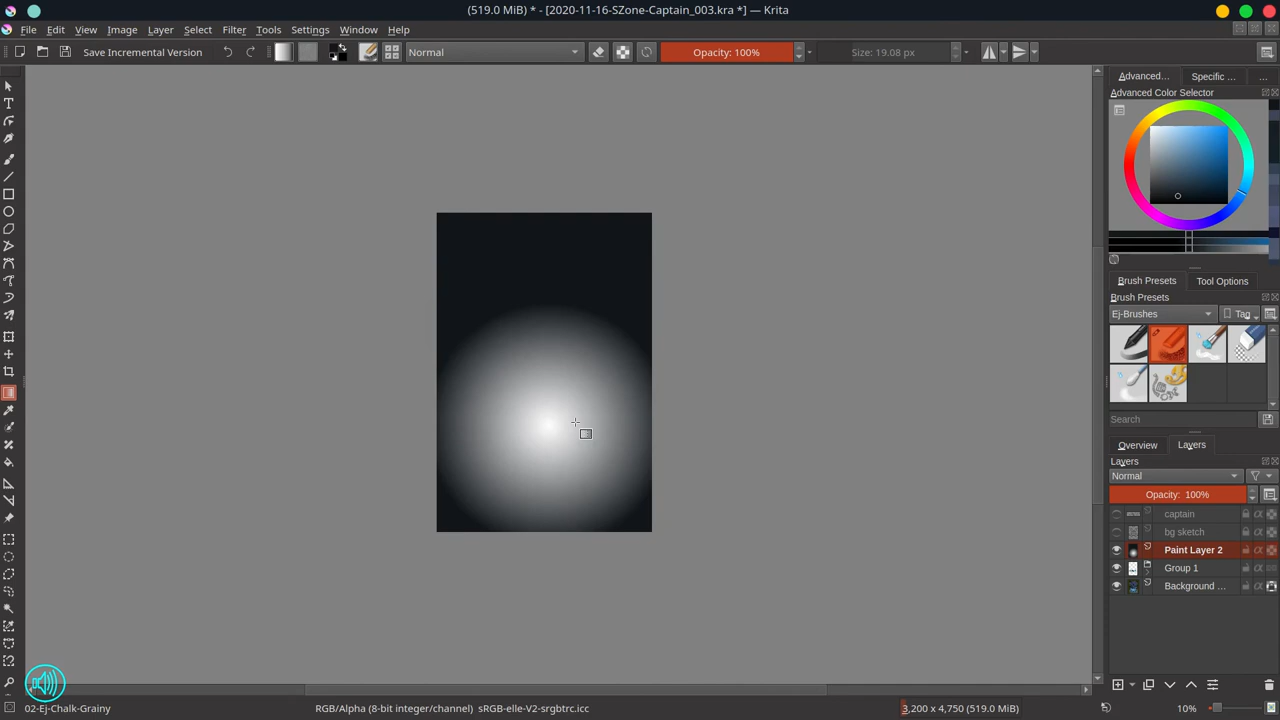 (519.0 MiB) * - [2020-11-16-SZone-Captain_003.kra *] — Krita
File Edit View Image Layer Select Filter Tools Settings Window Help
Save Incremental Version Normal Opacity: 100% Size: 19.08 px
Advanced... Specific ... ...
Advanced Color Selector
Brush Presets Tool Options
Brush Presets
Ej-Brushes Tag
Search
Overview Layers
Layers
Normal
Opacity: 100%
captain
bg sketch
Paint Layer 2
Group 1
Background ...
02-Ej-Chalk-Grainy RGB/Alpha (8-bit integer/channel) sRGB-elle-V2-srgbtrc.icc 3,200 x 4,750 (519.0 MiB) 10%